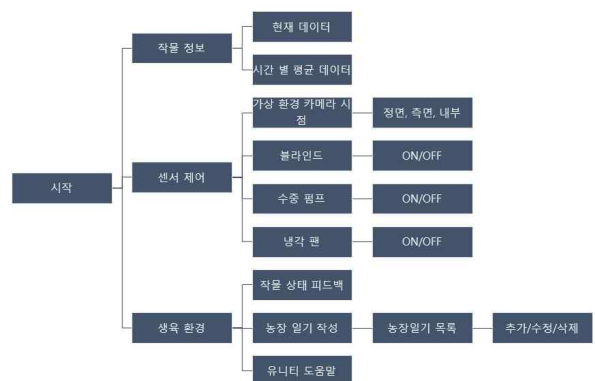 현재 데이터
작물 정보
시간 별 평균 데이터
가상 환경 카메라 시
점
정면, 측면, 내부
블라인드
ON/OFF
시작
센서 제어
수중 펌프
ON/OFF
냉각 팬
ON/OFF
작물 상태 피드백
생육 환경
농장 일기 작성
농장일기 목록
추가/수정/삭제
유니티 도움말